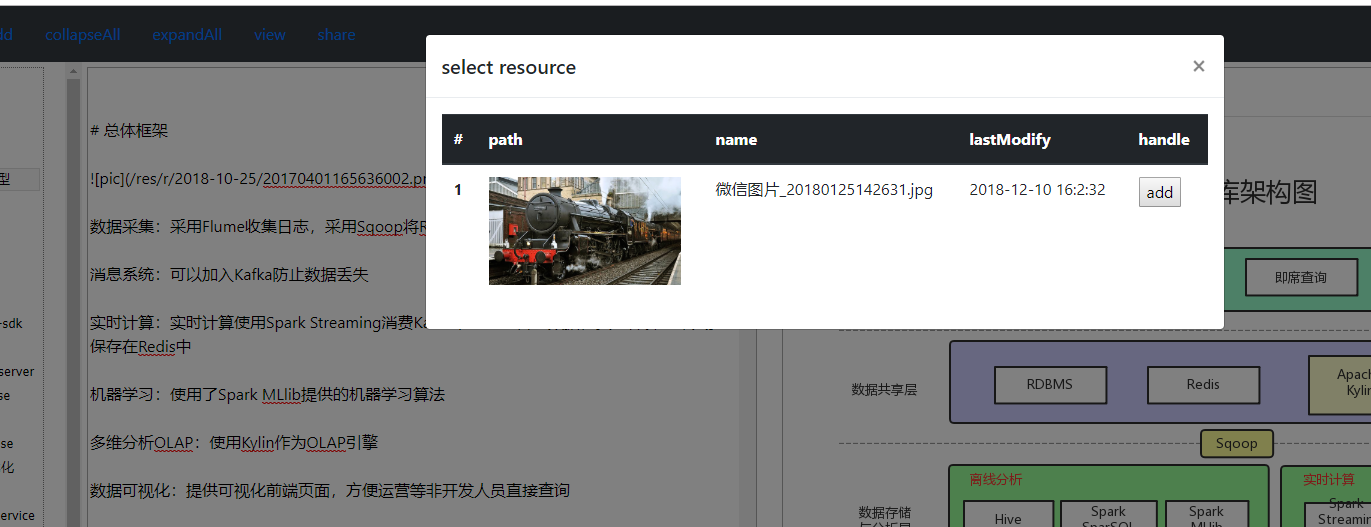 dd collapseAll expandAll view share
select resource ×
# path name lastModify handle
1 微信图片_20180125142631.jpg 2018-12-10 16:2:32 add
# 总体框架
![pic](/res/r/2018-10-25/20170401165636002.pn
数据采集：采用Flume收集日志，采用Sqoop将R
消息系统：可以加入Kafka防止数据丢失
实时计算：实时计算使用Spark Streaming消费Ka
保存在Redis中
机器学习：使用了Spark MLlib提供的机器学习算法
多维分析OLAP：使用Kylin作为OLAP引擎
数据可视化：提供可视化前端页面，方便运营等非开发人员直接查询
型
-sdk
server
se
se
化
service
库架构图
即席查询
数据共享层
RDBMS
Redis
Apach
Kylin
Sqoop
离线分析
实时计算
数据存储
与分析层
Hive
Spark
SparSQL
Spark
MLlib
Spark
Streaming